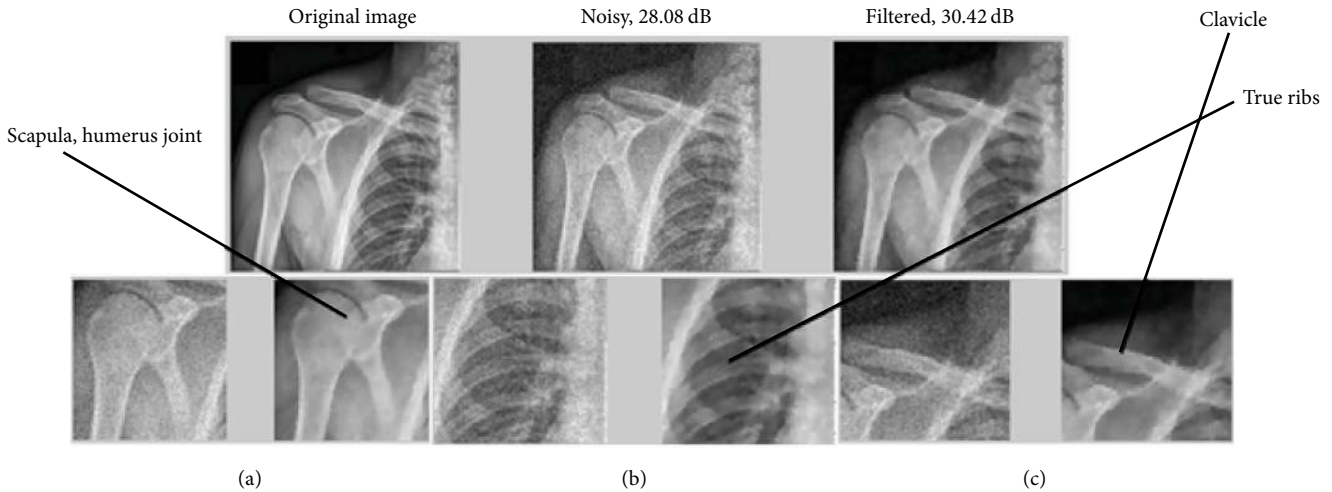 Original image
Noisy, 28.08 dB
Filtered, 30.42 dB
Clavicle
True ribs
Scapula, humerus joint
(a)
(b)
(c)